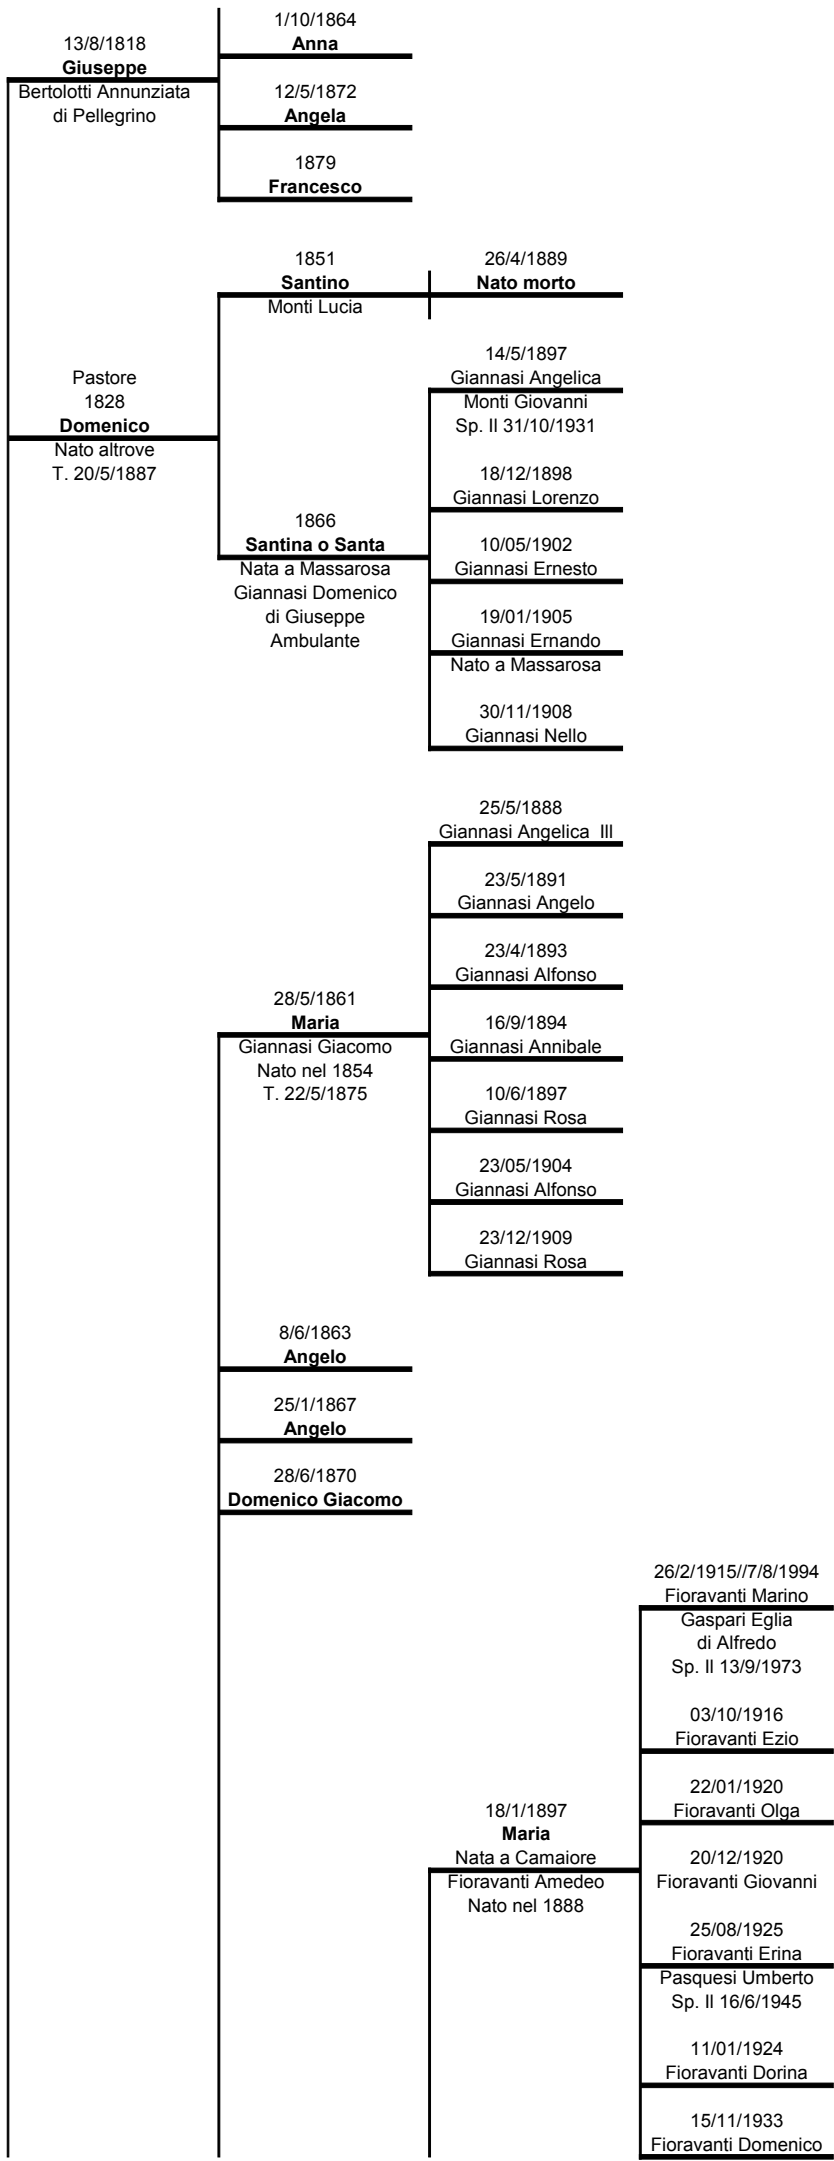 1/10/1864
Anna
13/8/1818
Giuseppe
Bertolotti Annunziata
di Pellegrino
12/5/1872
Angela
1879
Francesco
1851
Santino
Monti Lucia
26/4/1889
Nato morto
Pastore
1828
Domenico
Nato altrove
T. 20/5/1887
14/5/1897
Giannasi Angelica
Monti Giovanni
Sp. Il 31/10/1931
18/12/1898
Giannasi Lorenzo
1866
Santina o Santa
Nata a Massarosa
Giannasi Domenico
di Giuseppe
Ambulante
10/05/1902
Giannasi Ernesto
19/01/1905
Giannasi Ernando
Nato a Massarosa
30/11/1908
Giannasi Nello
25/5/1888
Giannasi Angelica III
23/5/1891
Giannasi Angelo
23/4/1893
Giannasi Alfonso
28/5/1861
Maria
Giannasi Giacomo
Nato nel 1854
T. 22/5/1875
16/9/1894
Giannasi Annibale
10/6/1897
Giannasi Rosa
23/05/1904
Giannasi Alfonso
23/12/1909
Giannasi Rosa
8/6/1863
Angelo
25/1/1867
Angelo
28/6/1870
Domenico Giacomo
26/2/1915//7/8/1994
Fioravanti Marino
Gaspari Eglia
di Alfredo
Sp. Il 13/9/1973
03/10/1916
Fioravanti Ezio
22/01/1920
Fioravanti Olga
18/1/1897
Maria
Nata a Camaiore
Fioravanti Amedeo
Nato nel 1888
20/12/1920
Fioravanti Giovanni
25/08/1925
Fioravanti Erina
Pasquesi Umberto
Sp. Il 16/6/1945
11/01/1924
Fioravanti Dorina
15/11/1933
Fioravanti Domenico